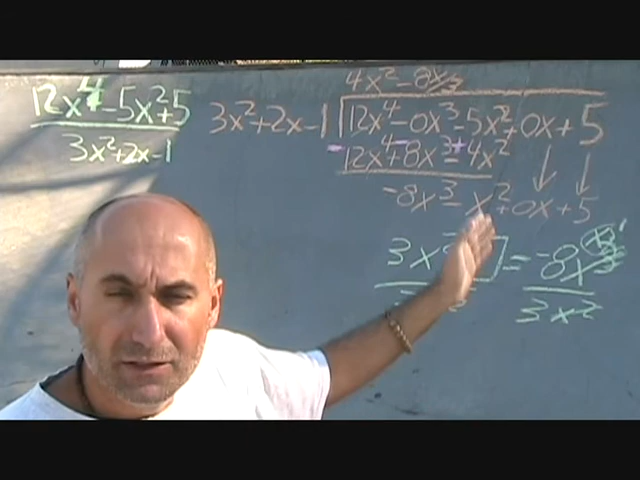 12x⁴-5x²+5
3x²+2x-1
4x²-8x/3
3x²+2x-1 12x⁴-0x³-5x²+0x+5
- - +
12x⁴+8x³-4x²
-8x³-x²+0x+5
3x² = -8x³
3x²